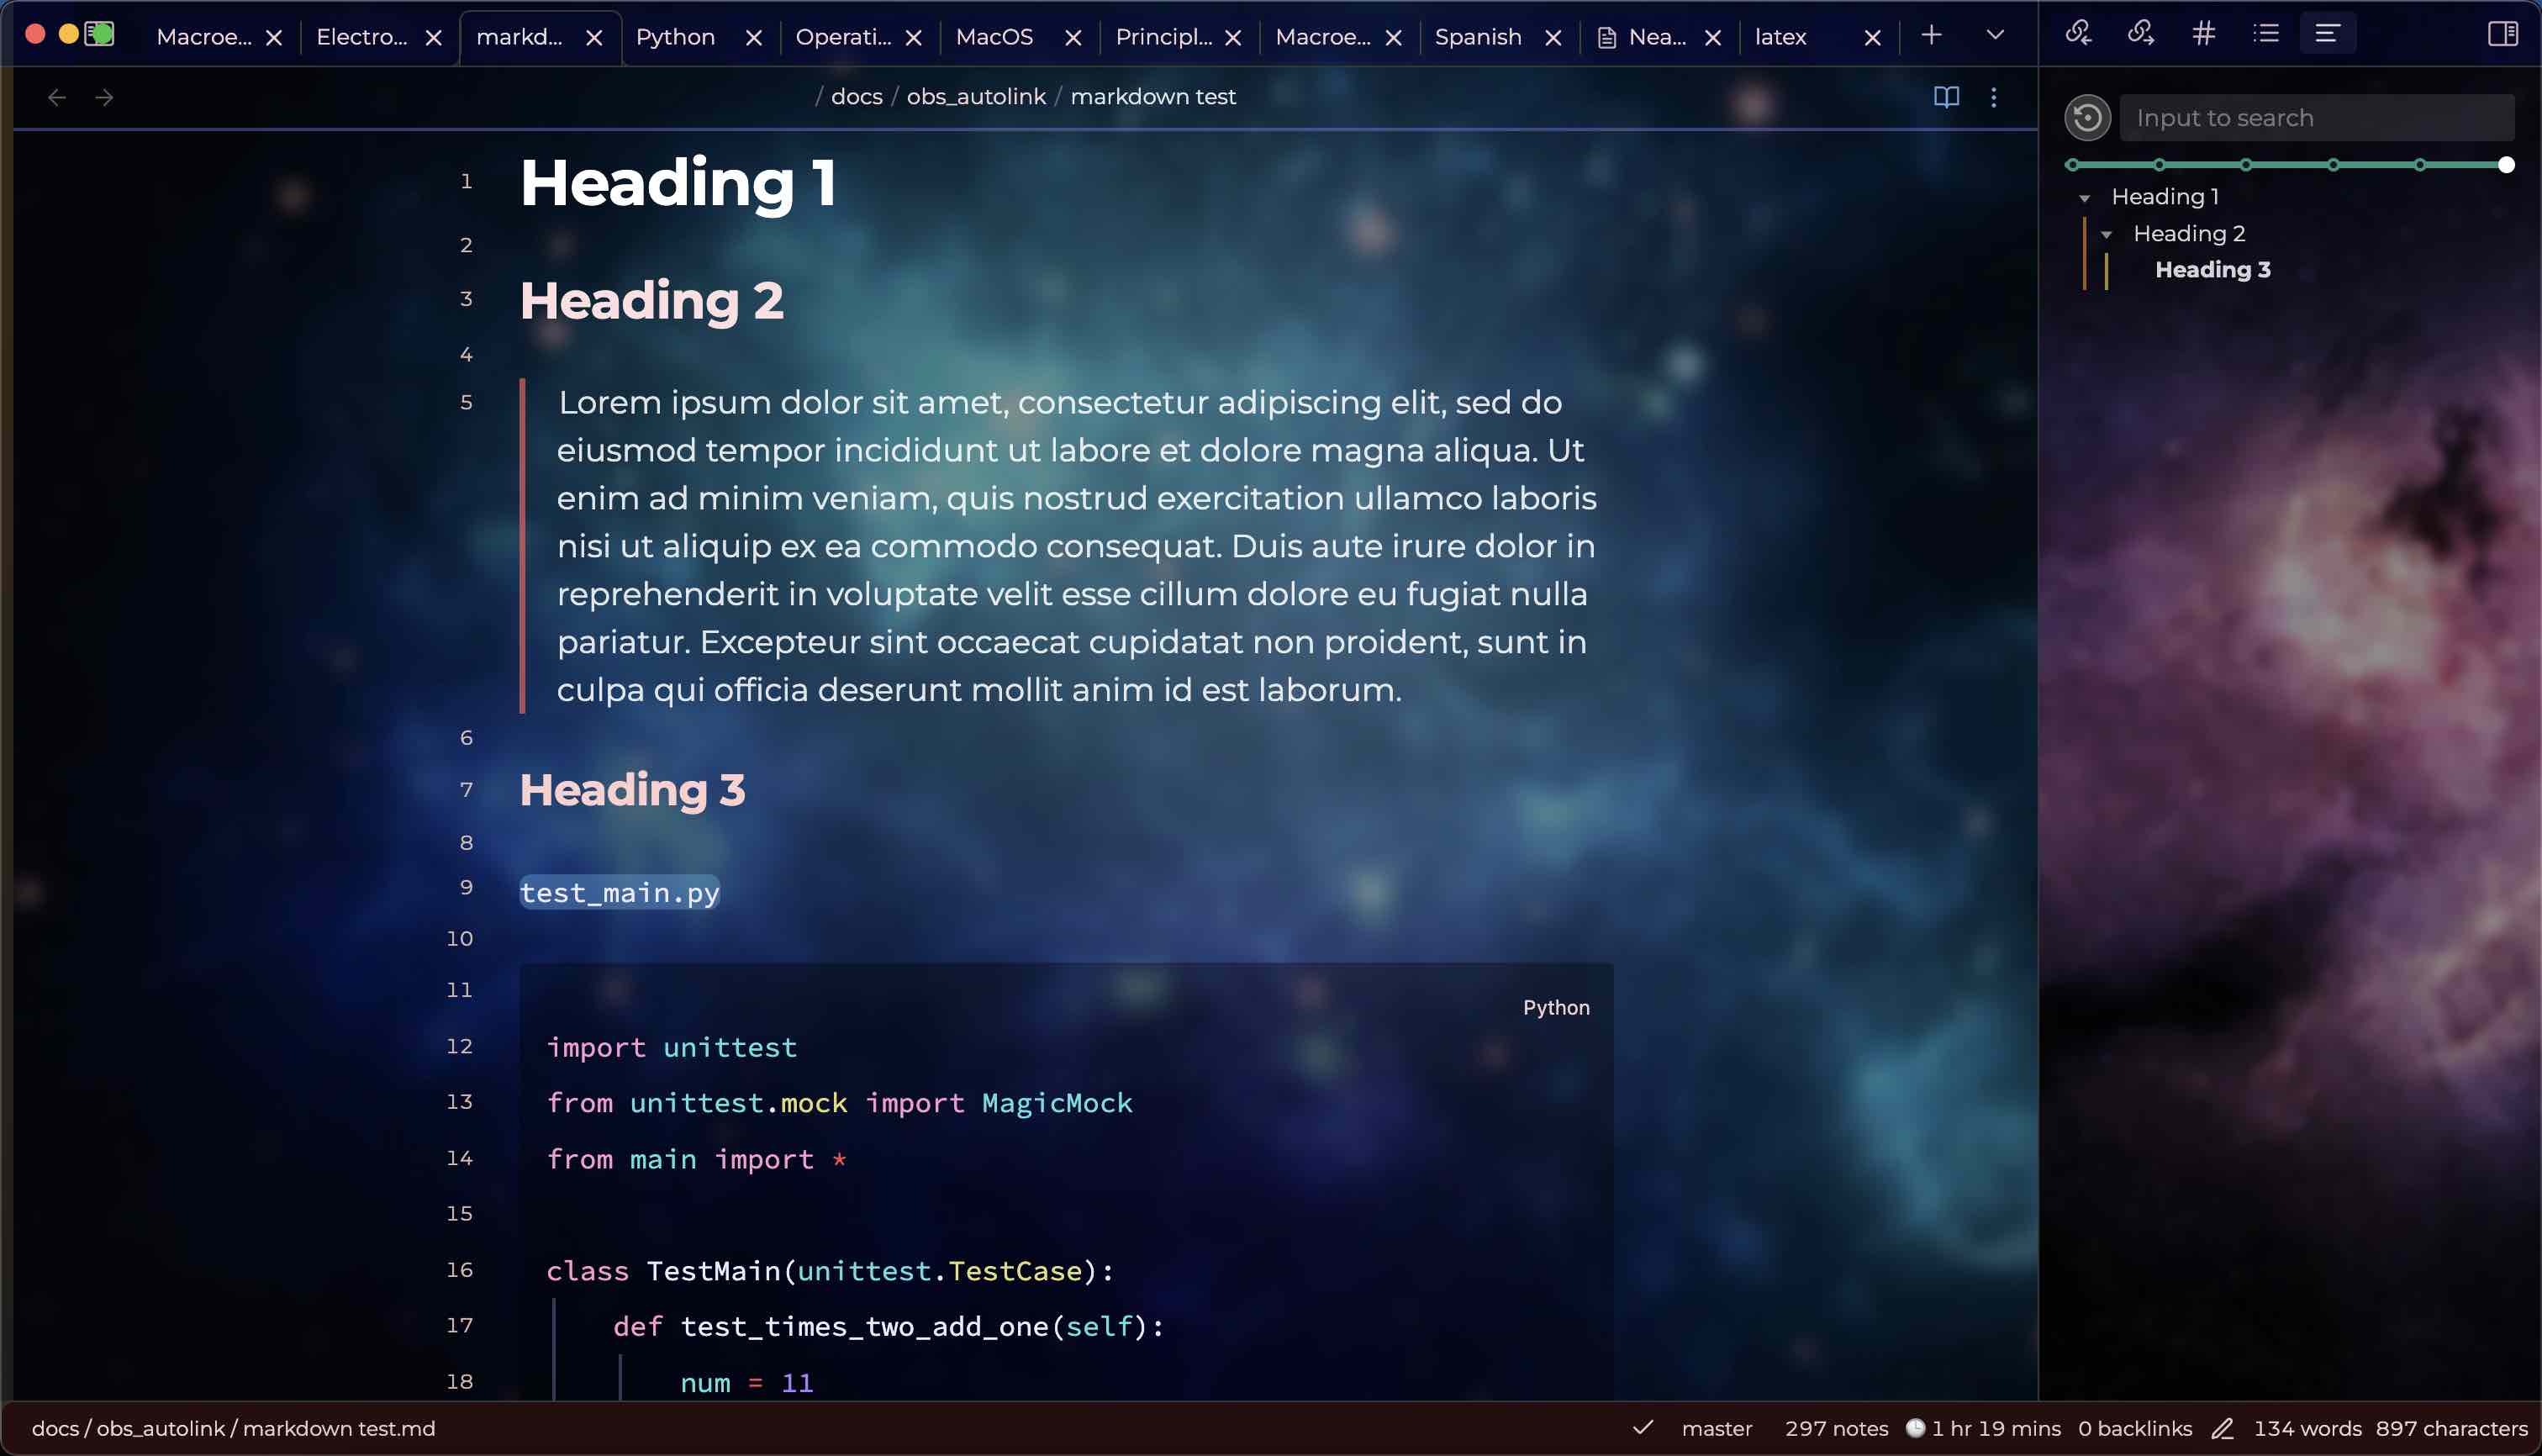 Macroe... Electro... markd... Python Operati... MacOS Principl... Macroe... Spanish Nea... latex
/ docs / obs_autolink / markdown test
Input to search
Heading 1
Heading 2
Heading 3
1 Heading 1
2
3 Heading 2
4
5 Lorem ipsum dolor sit amet, consectetur adipiscing elit, sed do
eiusmod tempor incididunt ut labore et dolore magna aliqua. Ut
enim ad minim veniam, quis nostrud exercitation ullamco laboris
nisi ut aliquip ex ea commodo consequat. Duis aute irure dolor in
reprehenderit in voluptate velit esse cillum dolore eu fugiat nulla
pariatur. Excepteur sint occaecat cupidatat non proident, sunt in
culpa qui officia deserunt mollit anim id est laborum.
6
7 Heading 3
8
9 test_main.py
10
11
Python
12 import unittest
13 from unittest.mock import MagicMock
14 from main import *
15
16 class TestMain(unittest.TestCase):
17 def test_times_two_add_one(self):
18 num = 11
docs / obs_autolink / markdown test.md master 297 notes 1 hr 19 mins 0 backlinks 134 words 897 characters